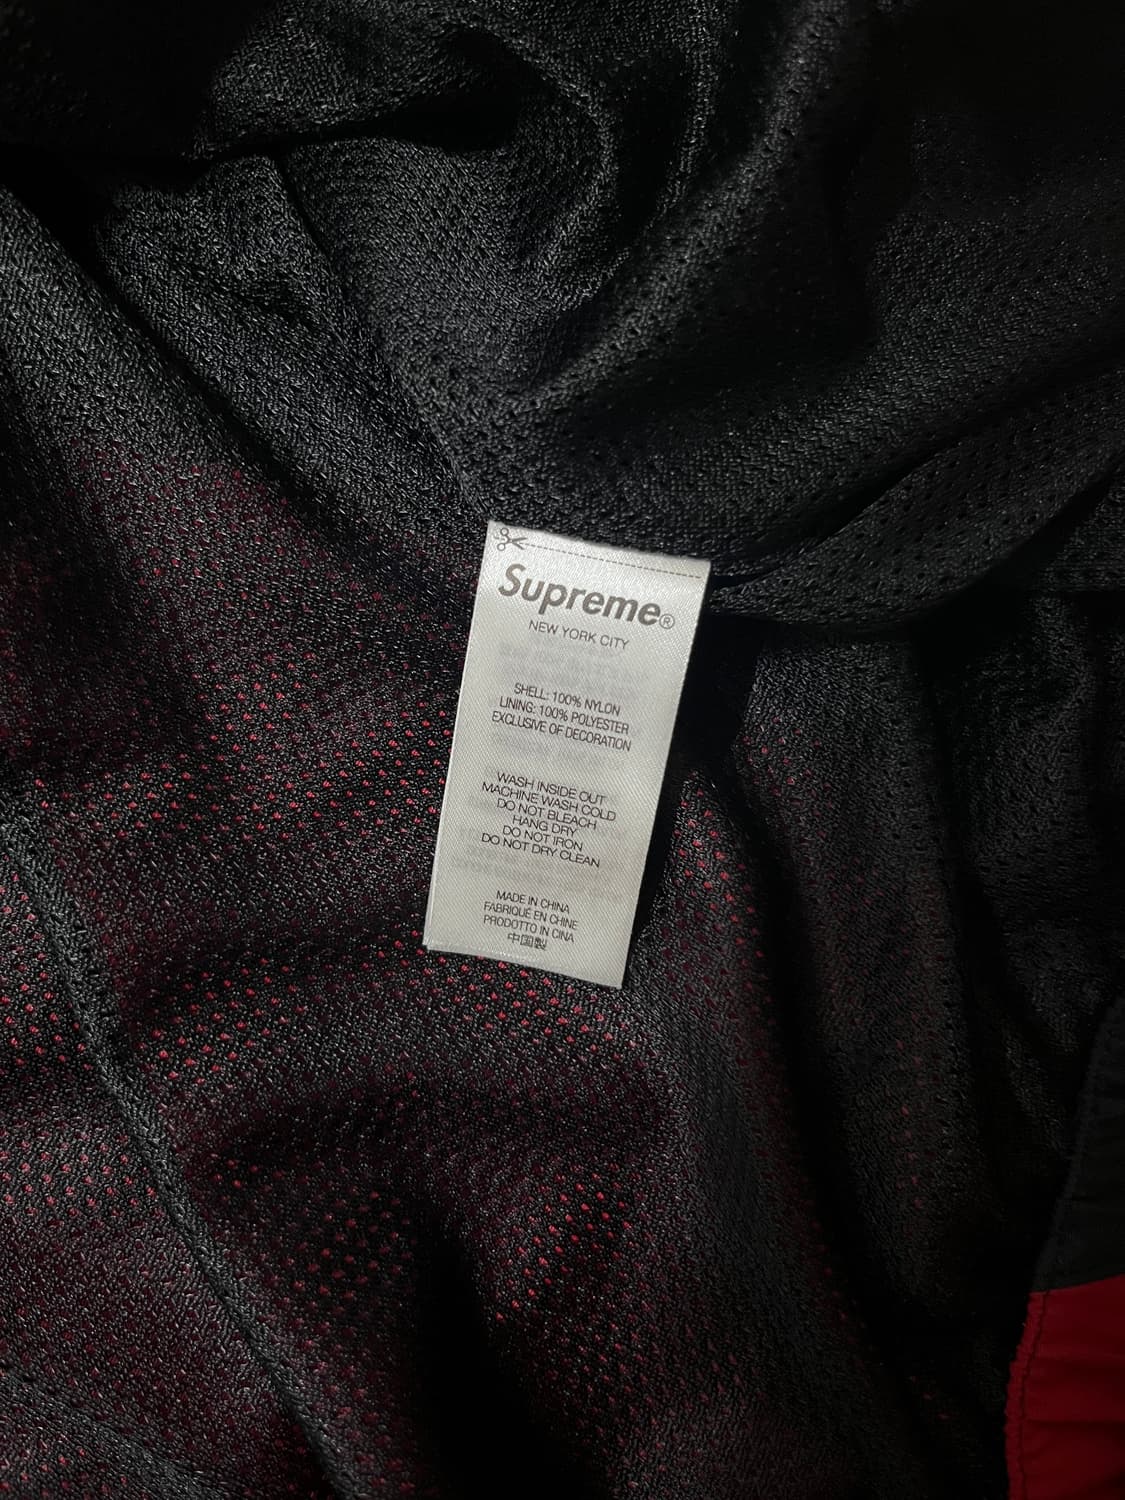 Supreme®
NEW YORK CITY
SHELL: 100% NYLON
LINING: 100% POLYESTER
EXCLUSIVE OF DECORATION
WASH INSIDE OUT
MACHINE WASH COLD
DO NOT BLEACH
HANG DRY
DO NOT IRON
DO NOT DRY CLEAN
MADE IN CHINA
FABRIQUÉ EN CHINE
PRODOTTO IN CINA
中国製